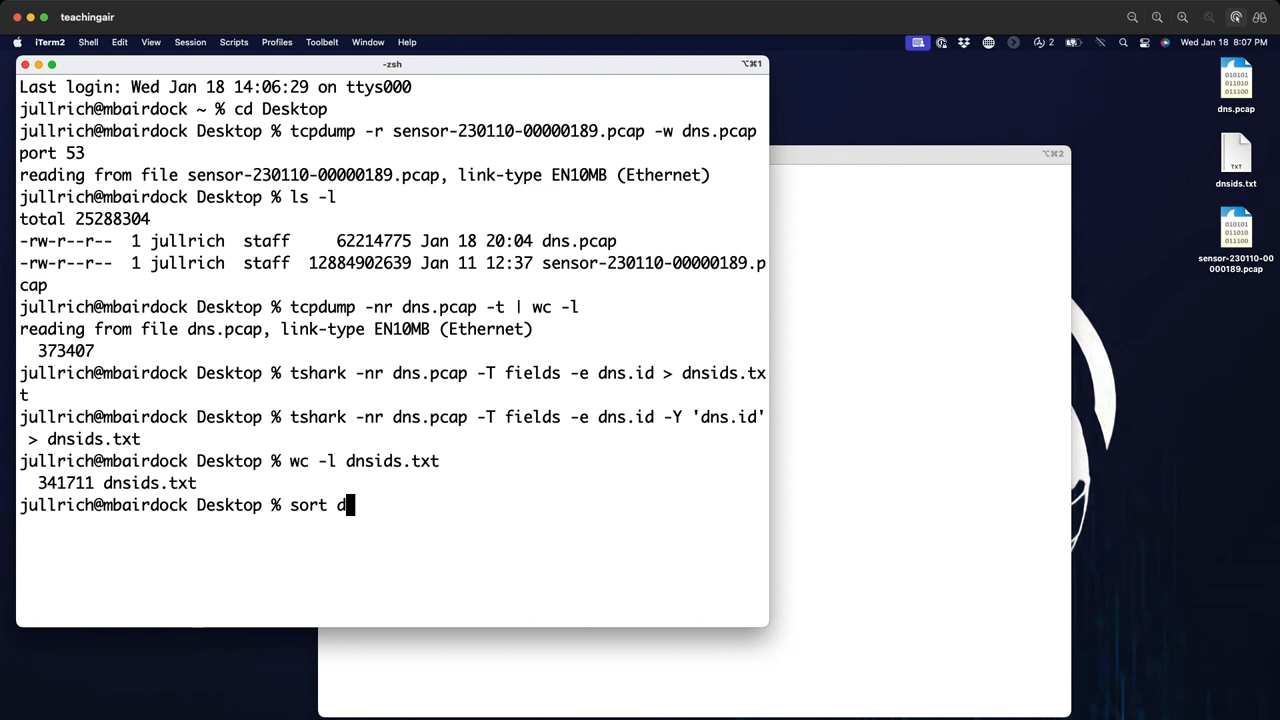 teachingair
iTerm2 Shell Edit View Session Scripts Profiles Toolbelt Window Help
2
Wed Jan 18 8:07 PM
-zsh
⌥⌘1
Last login: Wed Jan 18 14:06:29 on ttys000
jullrich@mbairdock ~ % cd Desktop
jullrich@mbairdock Desktop % tcpdump -r sensor-230110-00000189.pcap -w dns.pcap
port 53
reading from file sensor-230110-00000189.pcap, link-type EN10MB (Ethernet)
jullrich@mbairdock Desktop % ls -l
total 25288304
-rw-r--r-- 1 jullrich staff 62214775 Jan 18 20:04 dns.pcap
-rw-r--r-- 1 jullrich staff 12884902639 Jan 11 12:37 sensor-230110-00000189.p
cap
jullrich@mbairdock Desktop % tcpdump -nr dns.pcap -t | wc -l
reading from file dns.pcap, link-type EN10MB (Ethernet)
373407
jullrich@mbairdock Desktop % tshark -nr dns.pcap -T fields -e dns.id > dnsids.tx
t
jullrich@mbairdock Desktop % tshark -nr dns.pcap -T fields -e dns.id -Y 'dns.id'
> dnsids.txt
jullrich@mbairdock Desktop % wc -l dnsids.txt
341711 dnsids.txt
jullrich@mbairdock Desktop % sort d
⌥⌘2
010101
011010
011100
dns.pcap
TXT
dnsids.txt
010101
011010
011100
sensor-230110-00
000189.pcap